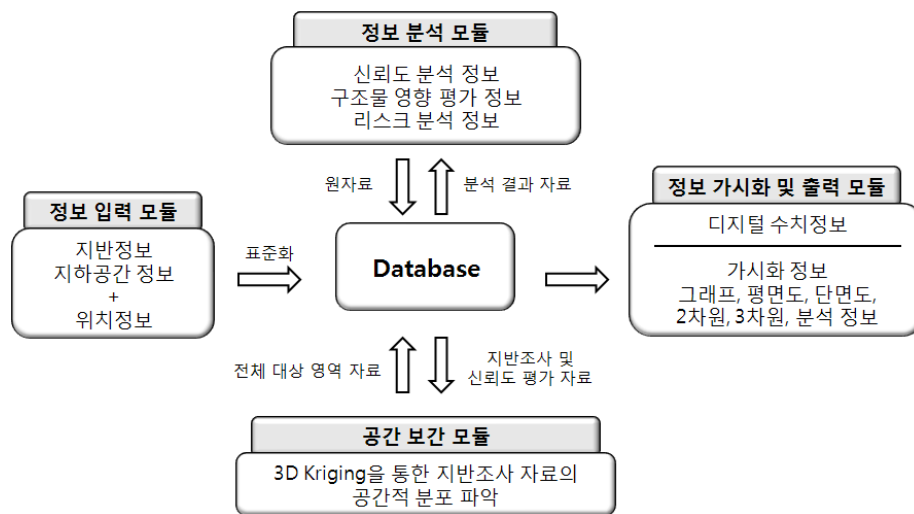 정보 분석 모듈
신뢰도 분석 정보
구조물 영향 평가 정보
리스크 분석 정보
원자료
분석 결과 자료
정보 입력 모듈
지반정보
지하공간 정보
+
위치정보
표준화
Database
정보 가시화 및 출력 모듈
디지털 수치정보
가시화 정보
그래프, 평면도, 단면도,
2차원, 3차원, 분석 정보
전체 대상 영역 자료
지반조사 및
신뢰도 평가 자료
공간 보간 모듈
3D Kriging을 통한 지반조사 자료의
공간적 분포 파악